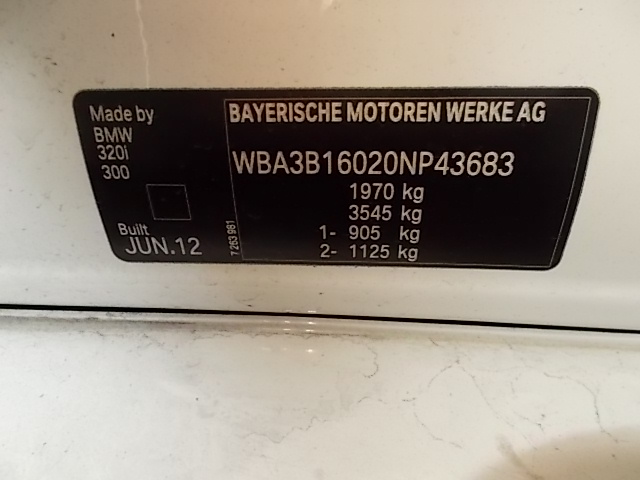 Made by
BMW
320i
300
Built
JUN.12
7 263 981
BAYERISCHE MOTOREN WERKE AG
WBA3B16020NP43683
1970 kg
3545 kg
1- 905 kg
2- 1125 kg